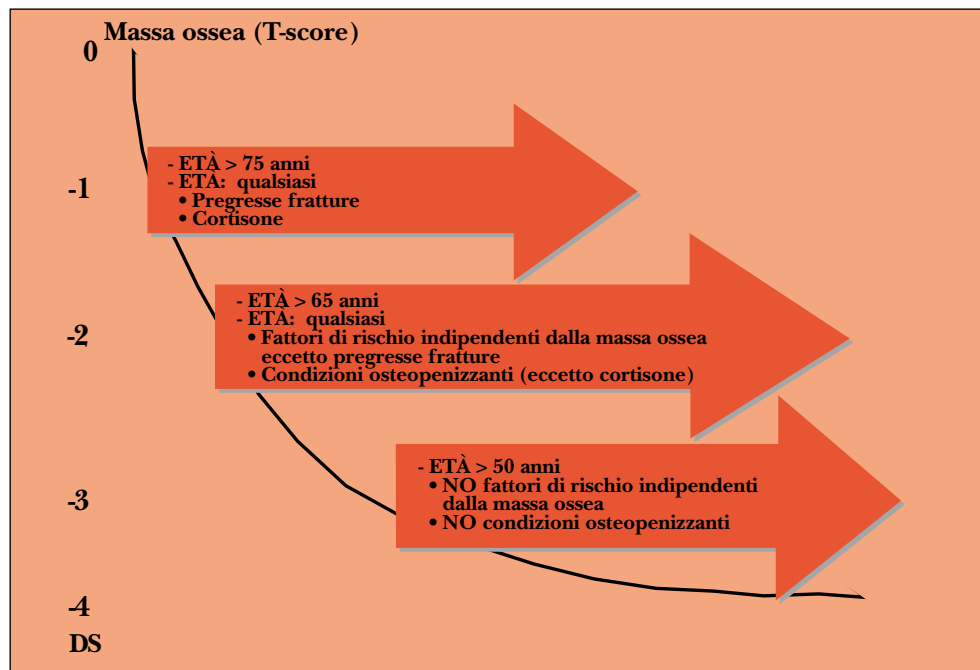 Massa ossea (T-score)
0
- ETÀ > 75 anni
- ETÀ: qualsiasi
• Pregresse fratture
• Cortisone
-1
- ETÀ > 65 anni
- ETÀ: qualsiasi
• Fattori di rischio indipendenti dalla massa ossea
eccetto pregresse fratture
• Condizioni osteopenizzanti (eccetto cortisone)
-2
- ETÀ > 50 anni
• NO fattori di rischio indipendenti
dalla massa ossea
• NO condizioni osteopenizzanti
-3
-4
DS